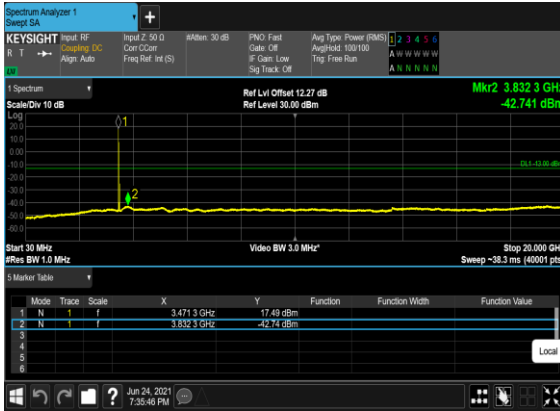 Spectrum Analyzer 1
Swept SA
+
KEYSIGHT Input: RF Input Z: 50 Ω #Atten: 30 dB PNO: Fast Avg Type: Power (RMS) 1 2 3 4 5 6
R T Coupling: DC Corr CCorr Gate: Off Avg|Hold: 100/100 A W W W W W
Align: Auto Freq Ref: Int (S) IF Gain: Low Trig: Free Run
Sig Track: Off A N N N N N
1 Spectrum Ref Lvl Offset 12.27 dB Mkr2 3.832 3 GHz
Scale/Div 10 dB Ref Level 30.00 dBm -42.741 dBm
Log
1
20.0
10.0
0.00
DL1 -13.00 dBm
-10.0
-20.0
-30.0
2
-40.0
-50.0
-60.0
Start 30 MHz Video BW 3.0 MHz* Stop 20.000 GHz
#Res BW 1.0 MHz Sweep ~38.3 ms (40001 pts)
5 Marker Table
Mode Trace Scale X Y Function Function Width Function Value
1 N 1 f 3.471 3 GHz 17.49 dBm
2 N 1 f 3.832 3 GHz -42.74 dBm
3
4
5
6
Local
? Jun 24, 2021
7:35:46 PM